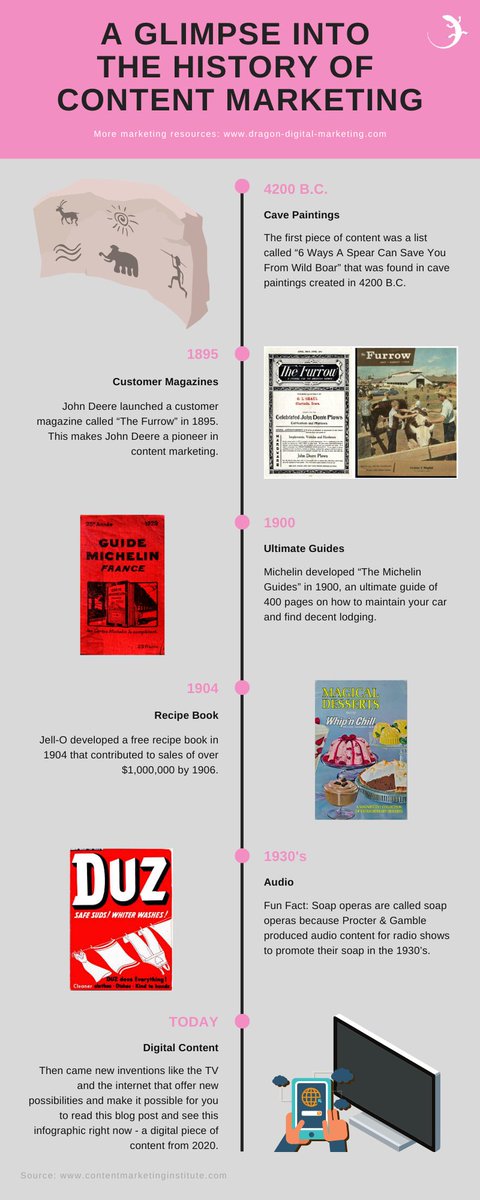 A GLIMPSE INTO
THE HISTORY OF
CONTENT MARKETING
More marketing resources: www.dragon-digital-marketing.com
4200 B.C.
Cave Paintings
The first piece of content was a list
called “6 Ways A Spear Can Save You
From Wild Boar” that was found in cave
paintings created in 4200 B.C.
1895
Customer Magazines
John Deere launched a customer
magazine called “The Furrow” in 1895.
This makes John Deere a pioneer in
content marketing.
The Furrow
Celebrated John Deere Plows
John Deere Plows
the Furrow
1900
Ultimate Guides
Michelin developed “The Michelin
Guides” in 1900, an ultimate guide of
400 pages on how to maintain your car
and find decent lodging.
GUIDE
MICHELIN
FRANCE
1904
Recipe Book
Jell-O developed a free recipe book in
1904 that contributed to sales of over
$1,000,000 by 1906.
MAGICAL
DESSERTS
Whip'n Chill
1930's
Audio
Fun Fact: Soap operas are called soap
operas because Procter & Gamble
produced audio content for radio shows
to promote their soap in the 1930’s.
DUZ
SAFE SUDS! WHITER WASHES!
DUZ does Everything!
TODAY
Digital Content
Then came new inventions like the TV
and the internet that offer new
possibilities and make it possible for you
to read this blog post and see this
infographic right now - a digital piece of
content from 2020.
Source: www.contentmarketinginstitute.com